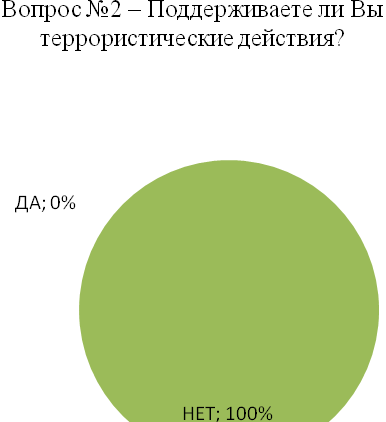 Вопрос №2 – Поддерживаете ли Вы
террористические действия?
ДА; 0%
НЕТ; 100%